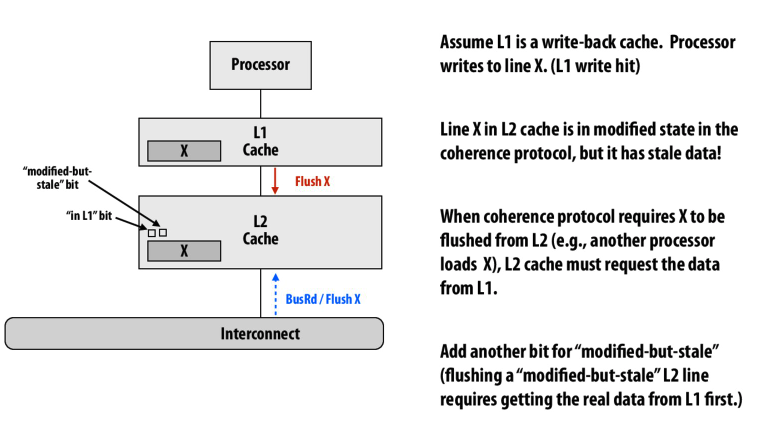 Processor
L1
Cache
X
Flush X
"modified-but-
stale" bit
"in L1" bit
L2
Cache
X
BusRd / Flush X
Interconnect
Assume L1 is a write-back cache.  Processor
writes to line X. (L1 write hit)
Line X in L2 cache is in modified state in the
coherence protocol, but it has stale data!
When coherence protocol requires X to be
flushed from L2 (e.g., another processor
loads  X), L2 cache must request the data
from L1.
Add another bit for “modified-but-stale”
(flushing a “modified-but-stale” L2 line
requires getting the real data from L1 first.)